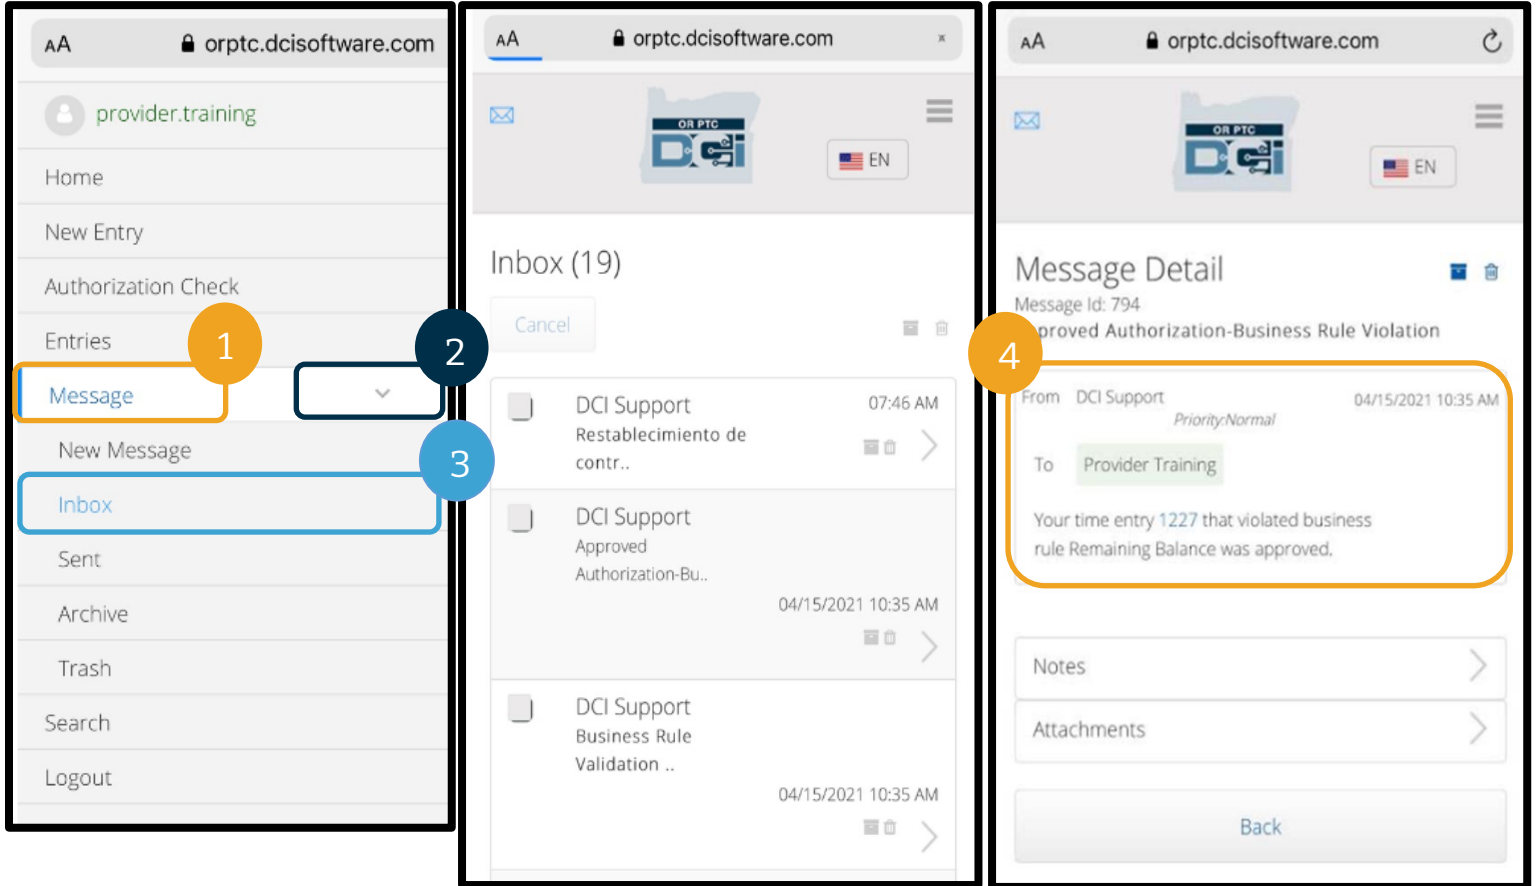 AA orptc.dcisoftware.com
provider.training
Home
New Entry
Authorization Check
Entries
1
2
Message
New Message
3
Inbox
Sent
Archive
Trash
Search
Logout
AA orptc.dcisoftware.com x
OR PTC
DCi
EN
Inbox (19)
Cancel
DCI Support 07:46 AM
Restablecimiento de
contr..
DCI Support
Approved
Authorization-Bu..
04/15/2021 10:35 AM
DCI Support
Business Rule
Validation ..
04/15/2021 10:35 AM
AA orptc.dcisoftware.com
OR PTC
DCi
EN
Message Detail
Message Id: 794
proved Authorization-Business Rule Violation
4
From DCI Support 04/15/2021 10:35 AM
Priority:Normal
To Provider Training
Your time entry 1227 that violated business
rule Remaining Balance was approved.
Notes
Attachments
Back